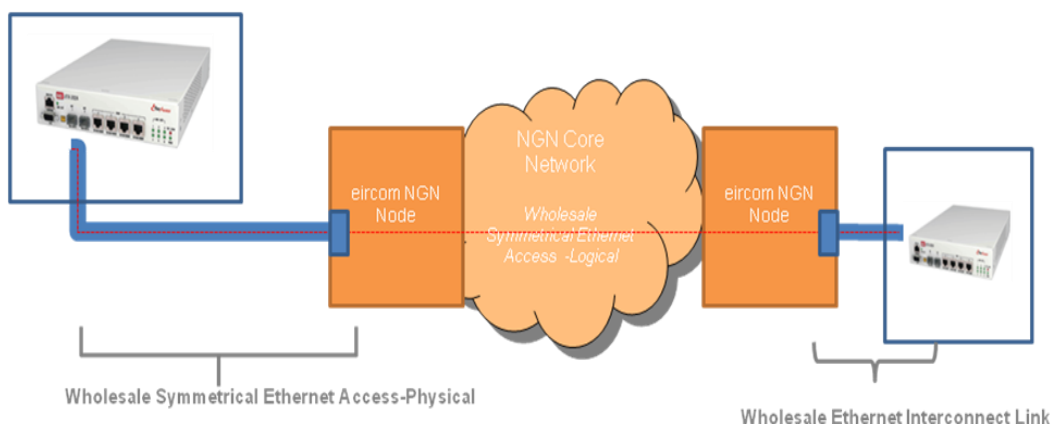 NGN Core
Network
eircom NGN
Node
Wholesale
Symmetrical Ethernet
Access -Logical
eircom NGN
Node
Wholesale Symmetrical Ethernet Access-Physical
Wholesale Ethernet Interconnect Link